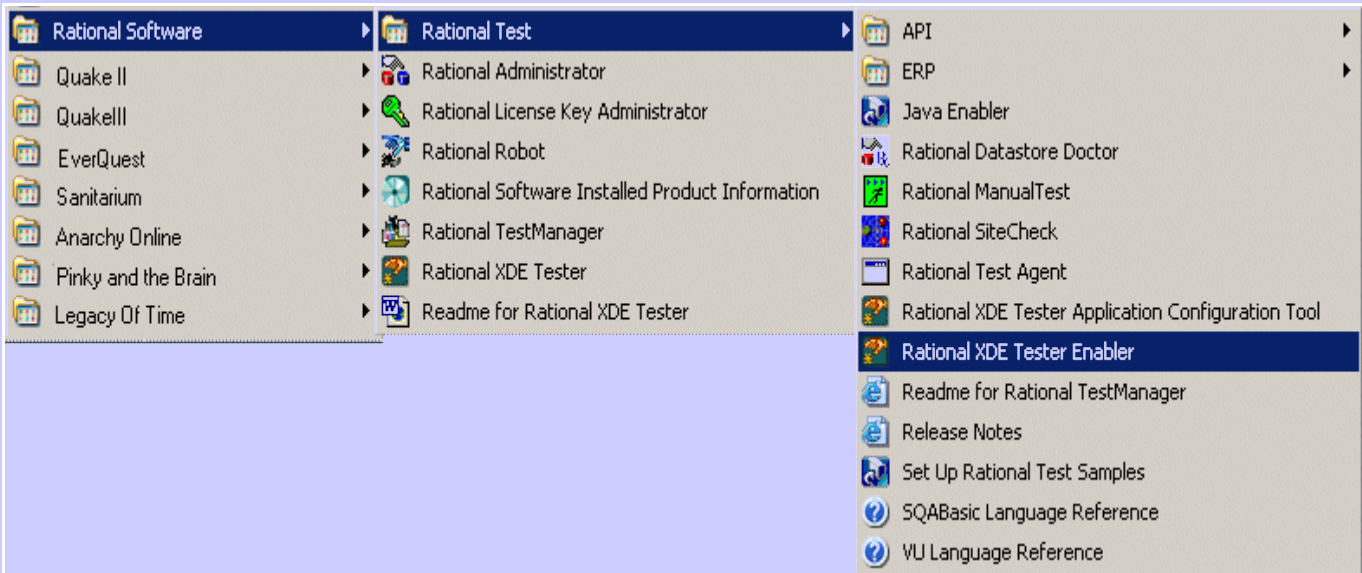 Rational Software
Quake II
QuakeIII
EverQuest
Sanitarium
Anarchy Online
Pinky and the Brain
Legacy Of Time
Rational Test
Rational Administrator
Rational License Key Administrator
Rational Robot
Rational Software Installed Product Information
Rational TestManager
Rational XDE Tester
Readme for Rational XDE Tester
API
ERP
Java Enabler
Rational Datastore Doctor
Rational ManualTest
Rational SiteCheck
Rational Test Agent
Rational XDE Tester Application Configuration Tool
Rational XDE Tester Enabler
Readme for Rational TestManager
Release Notes
Set Up Rational Test Samples
SQABasic Language Reference
VU Language Reference